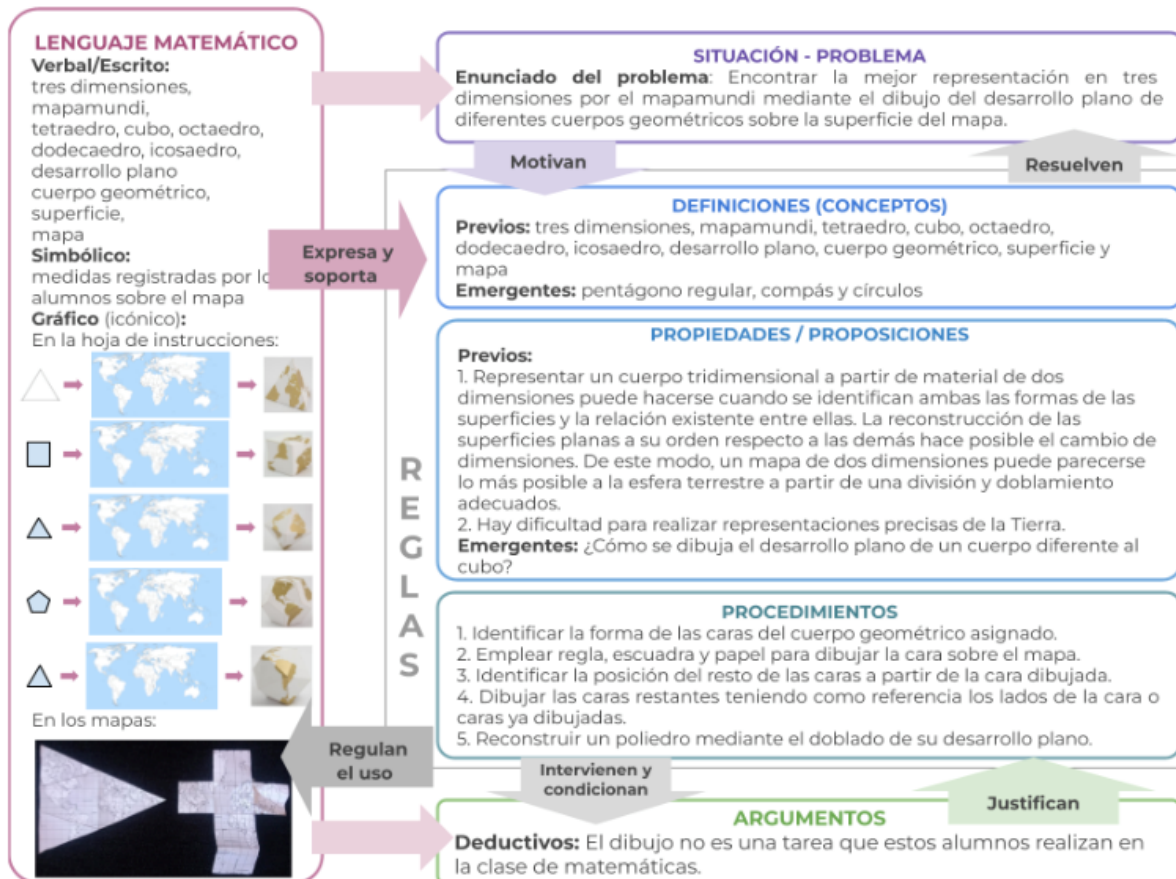 LENGUAJE MATEMÁTICO
Verbal/Escrito:
tres dimensiones,
mapamundi,
tetraedro, cubo, octaedro,
dodecaedro, icosaedro,
desarrollo plano
cuerpo geométrico,
superficie,
mapa
Simbólico:
medidas registradas por lo
alumnos sobre el mapa
Gráfico (icónico):
En la hoja de instrucciones:
En los mapas:
SITUACIÓN - PROBLEMA
Enunciado del problema: Encontrar la mejor representación en tres
dimensiones por el mapamundi mediante el dibujo del desarrollo plano de
diferentes cuerpos geométricos sobre la superficie del mapa.
Motivan
Resuelven
Expresa y
soporta
DEFINICIONES (CONCEPTOS)
Previos: tres dimensiones, mapamundi, tetraedro, cubo, octaedro,
dodecaedro, icosaedro, desarrollo plano, cuerpo geométrico, superficie y
mapa
Emergentes: pentágono regular, compás y círculos
REGLAS
PROPIEDADES / PROPOSICIONES
Previos:
1. Representar un cuerpo tridimensional a partir de material de dos
dimensiones puede hacerse cuando se identifican ambas las formas de las
superficies y la relación existente entre ellas. La reconstrucción de las
superficies planas a su orden respecto a las demás hace posible el cambio de
dimensiones. De este modo, un mapa de dos dimensiones puede parecerse
lo más posible a la esfera terrestre a partir de una división y doblamiento
adecuados.
2. Hay dificultad para realizar representaciones precisas de la Tierra.
Emergentes: ¿Cómo se dibuja el desarrollo plano de un cuerpo diferente al
cubo?
PROCEDIMIENTOS
1. Identificar la forma de las caras del cuerpo geométrico asignado.
2. Emplear regla, escuadra y papel para dibujar la cara sobre el mapa.
3. Identificar la posición del resto de las caras a partir de la cara dibujada.
4. Dibujar las caras restantes teniendo como referencia los lados de la cara o
caras ya dibujadas.
5. Reconstruir un poliedro mediante el doblado de su desarrollo plano.
Regulan
el uso
Intervienen y
condicionan
Justifican
ARGUMENTOS
Deductivos: El dibujo no es una tarea que estos alumnos realizan en
la clase de matemáticas.